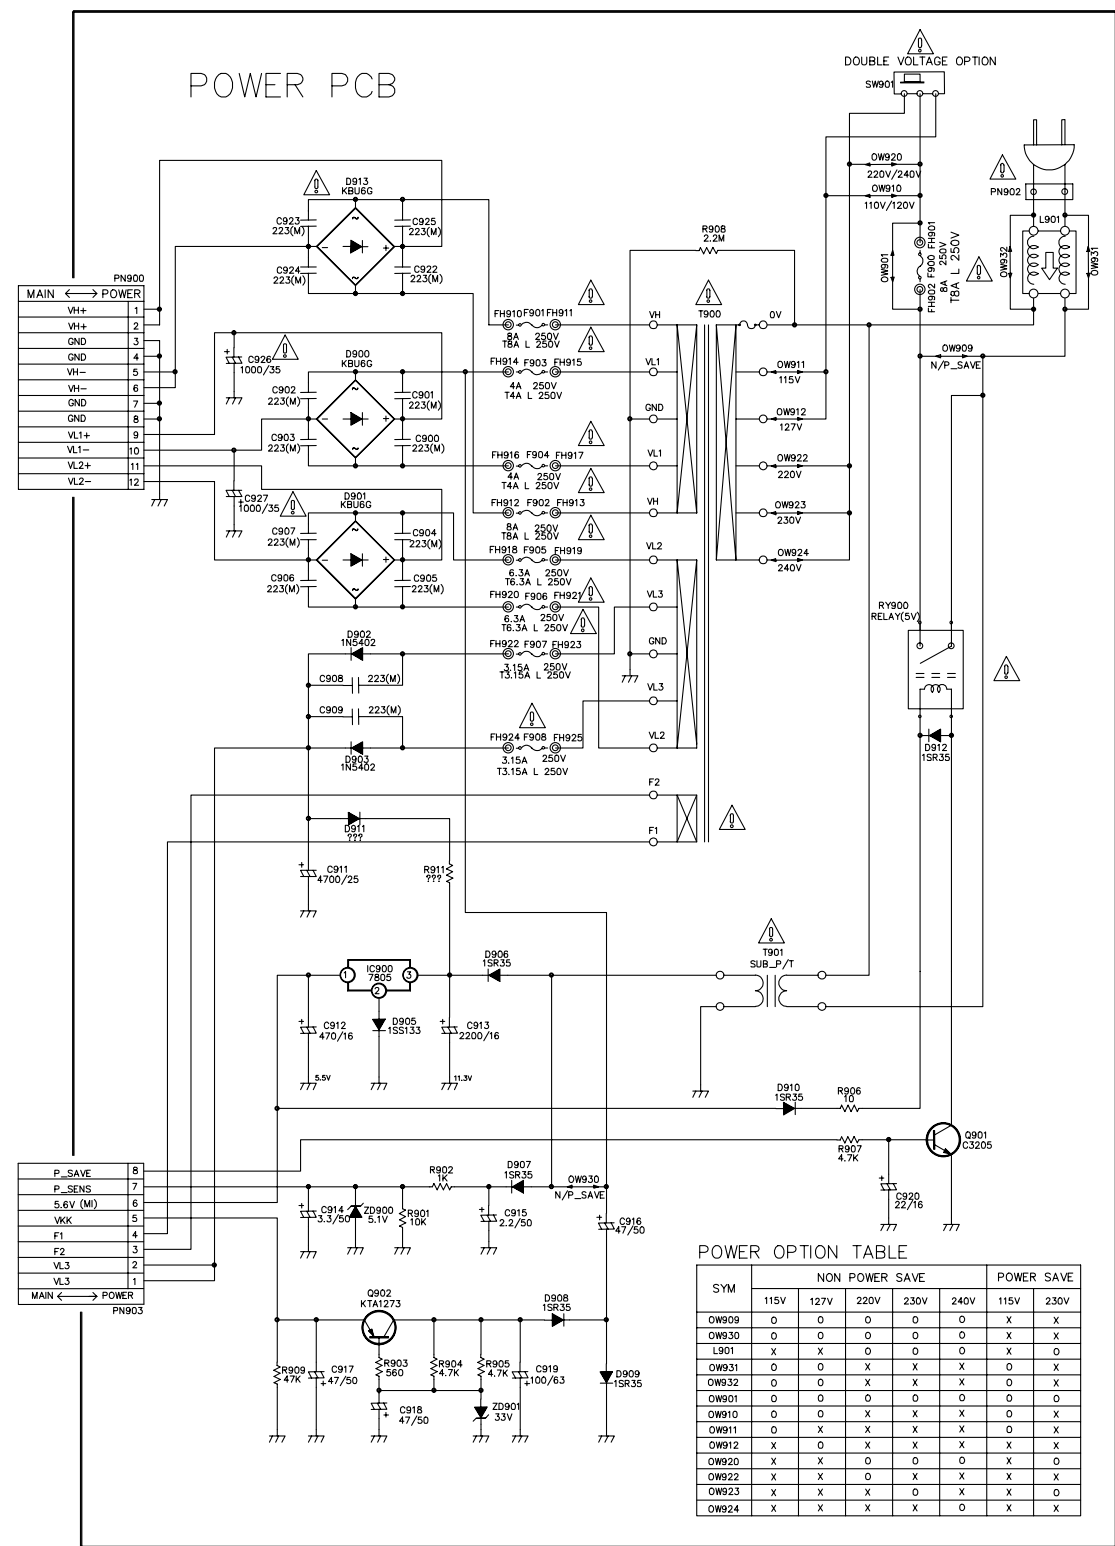 POWER PCB
DOUBLE VOLTAGE OPTION
SW901
OW920
220V/240V
OW910
110V/120V
PN902
L901
OW932
OW931
OW901
FH902 F900 FH901
8A 250V
T8A L 250V
R908
2.2M
D913
KBU6G
C923
223(M)
C925
223(M)
C924
223(M)
C922
223(M)
PN900
MAIN ⟷ POWER
VH+ 1
VH+ 2
GND 3
GND 4
VH- 5
VH- 6
GND 7
GND 8
VL1+ 9
VL1- 10
VL2+ 11
VL2- 12
C926
1000/35
C927
1000/35
D900
KBU6G
C902
223(M)
C901
223(M)
C903
223(M)
C900
223(M)
D901
KBU6G
C907
223(M)
C904
223(M)
C906
223(M)
C905
223(M)
FH910 F901 FH911
8A 250V
T8A L 250V
FH914 F903 FH915
4A 250V
T4A L 250V
FH916 F904 FH917
4A 250V
T4A L 250V
FH912 F902 FH913
8A 250V
T8A L 250V
FH918 F905 FH919
6.3A 250V
T6.3A L 250V
FH920 F906 FH921
6.3A 250V
T6.3A L 250V
FH922 F907 FH923
3.15A 250V
T3.15A L 250V
FH924 F908 FH925
3.15A 250V
T3.15A L 250V
VH
VL1
GND
VL1
VH
VL2
VL3
GND
VL3
VL2
F2
F1
T900
0V
OW911
115V
OW912
127V
OW922
220V
OW923
230V
OW924
240V
OW909
N/P_SAVE
RY900
RELAY(5V)
D912
1SR35
D902
1N5402
C908 223(M)
C909 223(M)
D903
1N5402
D911
???
R911
???
C911
4700/25
T901
SUB_P/T
D906
1SR35
IC900
7805
1
2
3
C912
470/16
D905
1SS133
C913
2200/16
5.5V
11.3V
D910
1SR35
R906
10
R907
4.7K
Q901
C3205
C920
22/16
P_SAVE 8
P_SENS 7
5.6V (MI) 6
VKK 5
F1 4
F2 3
VL3 2
VL3 1
MAIN ⟷ POWER
PN903
R902
1K
D907
1SR35
OW930
N/P_SAVE
C914
3.3/50
ZD900
5.1V
R901
10K
C915
2.2/50
C916
47/50
Q902
KTA1273
D908
1SR35
R909
47K
C917
47/50
R903
560
R904
4.7K
R905
4.7K
C919
100/63
D909
1SR35
C918
47/50
ZD901
33V
POWER OPTION TABLE
SYM NON POWER SAVE POWER SAVE
115V 127V 220V 230V 240V 115V 230V
OW909 O O O O O X X
OW930 O O O O O X X
L901 X X O O O X O
OW931 O O X X X O X
OW932 O O X X X O X
OW901 O O O O O O O
OW910 O O X X X O X
OW911 O X X X X O X
OW912 X O X X X X X
OW920 X X O O O X O
OW922 X X O X X X X
OW923 X X X O X X O
OW924 X X X X O X X